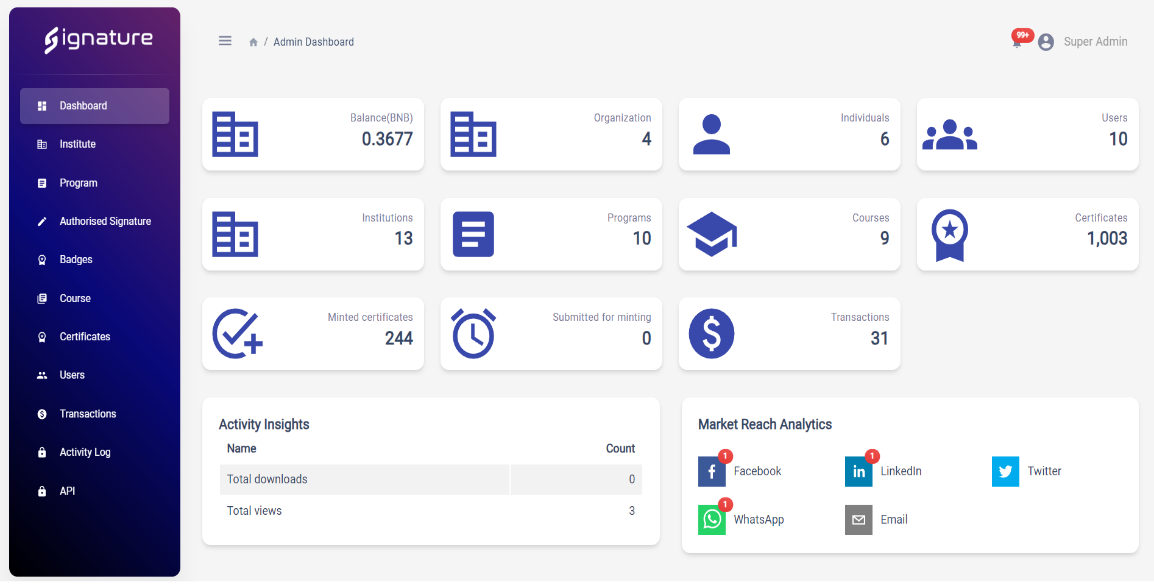 Signature
/ Admin Dashboard
99+
Super Admin
Dashboard
Institute
Program
Authorised Signature
Badges
Course
Certificates
Users
Transactions
Activity Log
API
Balance(BNB)
0.3677
Organization
4
Individuals
6
Users
10
Institutions
13
Programs
10
Courses
9
Certificates
1,003
Minted certificates
244
Submitted for minting
0
Transactions
31
Activity Insights
Name Count
Total downloads 0
Total views 3
Market Reach Analytics
1 1
Facebook LinkedIn Twitter
1
WhatsApp Email